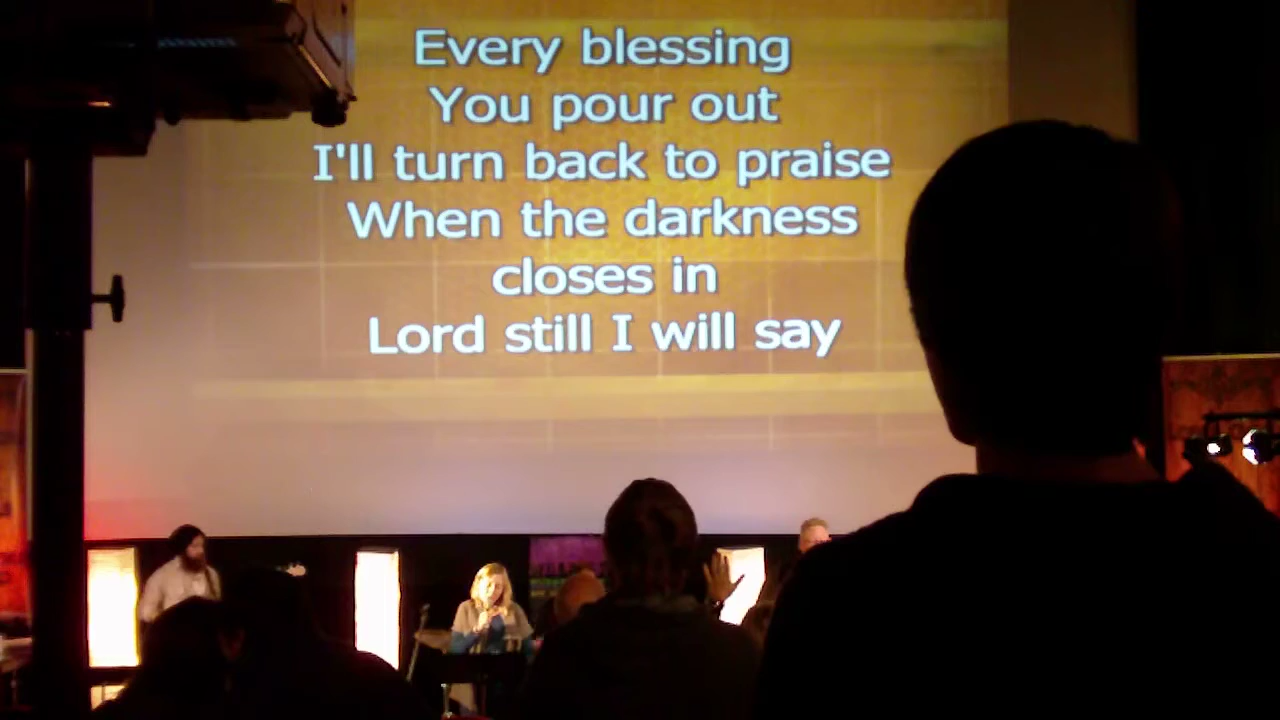 Every blessing
You pour out
I'll turn back to praise
When the darkness
closes in
Lord still I will say